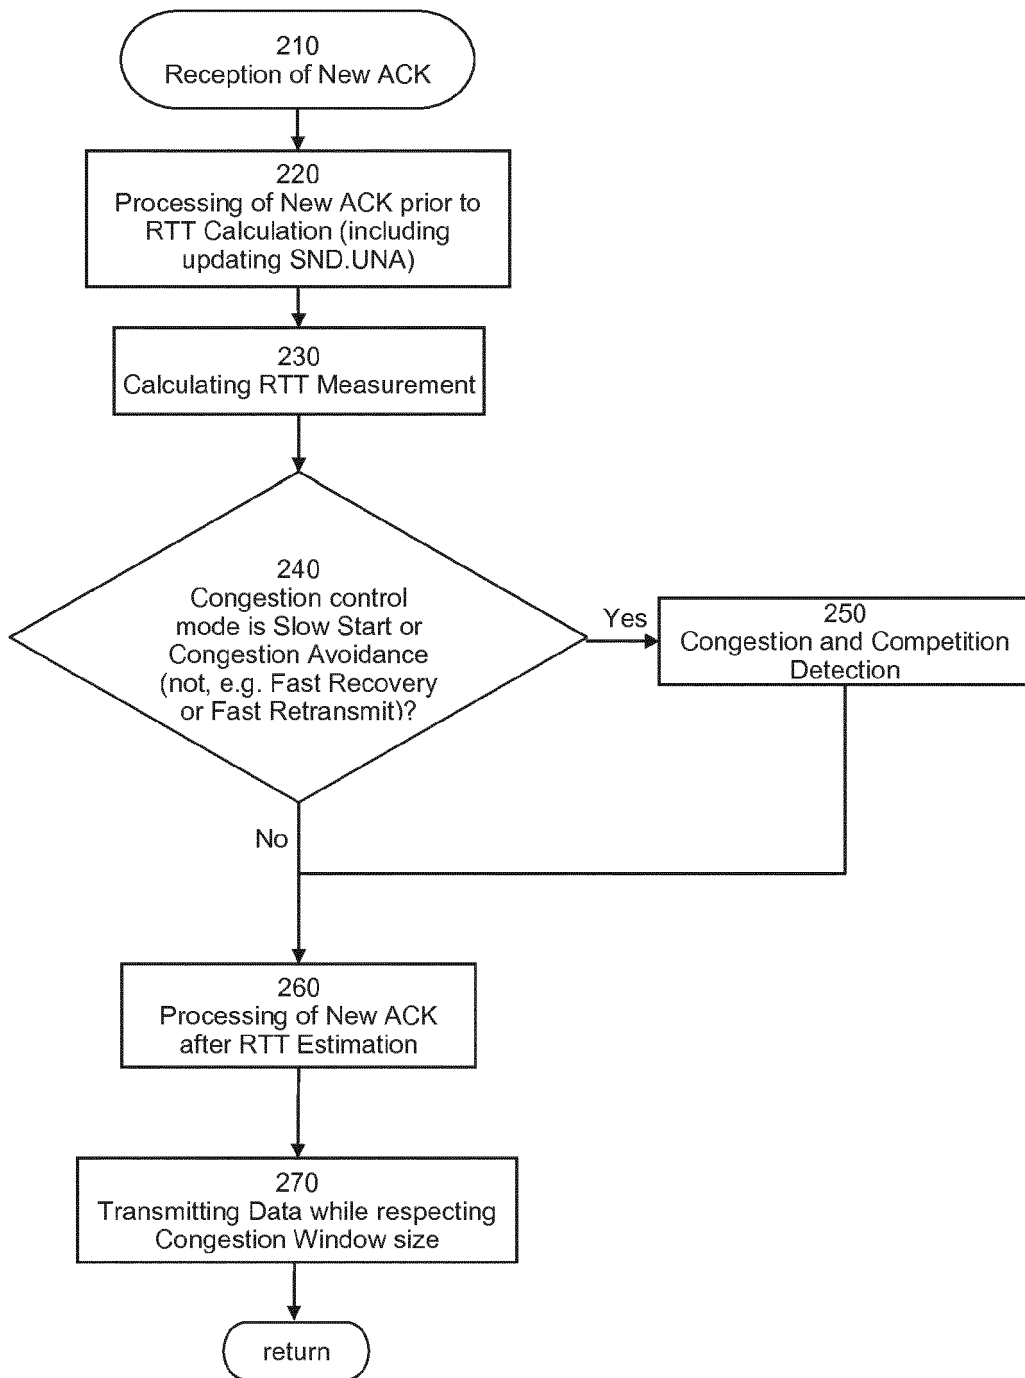 210
Reception of New ACK
220
Processing of New ACK prior to
RTT Calculation (including
updating SND.UNA)
230
Calculating RTT Measurement
240
Congestion control
mode is Slow Start or
Congestion Avoidance
(not, e.g. Fast Recovery
or Fast Retransmit)?
Yes
250
Congestion and Competition
Detection
No
260
Processing of New ACK
after RTT Estimation
270
Transmitting Data while respecting
Congestion Window size
return